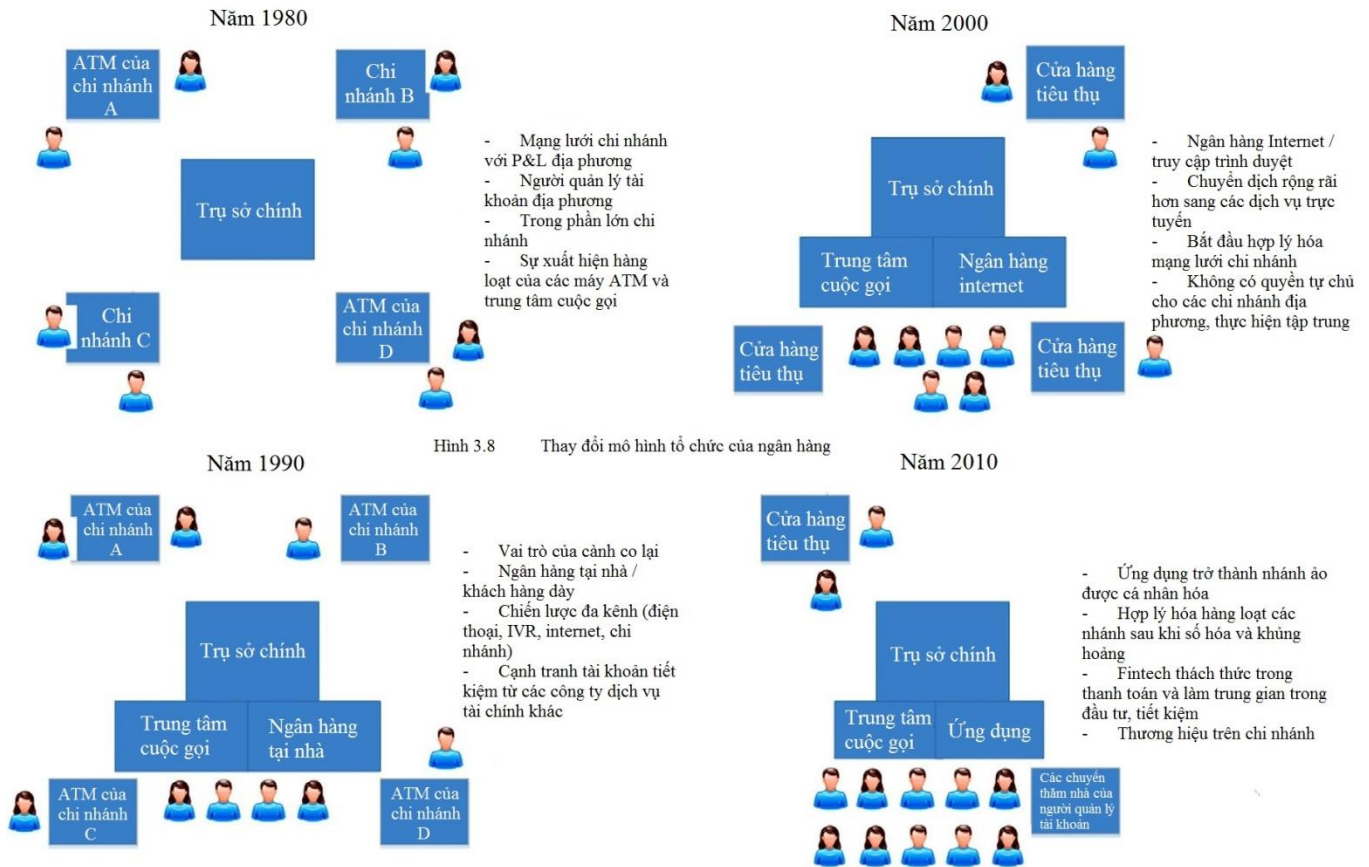 Năm 1980
ATM của
chi nhánh
A
Chi
nhánh B
Trụ sở chính
Chi
nhánh C
ATM của
chi nhánh
D
- Mạng lưới chi nhánh
với P&L địa phương
- Người quản lý tài
khoản địa phương
- Trong phần lớn chi
nhánh
- Sự xuất hiện hàng
loạt của các máy ATM và
trung tâm cuộc gọi
Năm 2000
Cửa hàng
tiêu thụ
Trụ sở chính
Trung tâm
cuộc gọi
Ngân hàng
internet
Cửa hàng
tiêu thụ
Cửa hàng
tiêu thụ
- Ngân hàng Internet /
truy cập trình duyệt
- Chuyển dịch rộng rãi
hơn sang các dịch vụ trực
tuyến
- Bắt đầu hợp lý hóa
mạng lưới chi nhánh
- Không có quyền tự chủ
cho các chi nhánh địa
phương, thực hiện tập trung
Hình 3.8 Thay đổi mô hình tổ chức của ngân hàng
Năm 1990
ATM của
chi nhánh
A
ATM của
chi nhánh
B
Trụ sở chính
Trung tâm
cuộc gọi
Ngân hàng
tại nhà
ATM của
chi nhánh
C
ATM của
chi nhánh
D
- Vai trò của cành co lại
- Ngân hàng tại nhà /
khách hàng dày
- Chiến lược đa kênh (điện
thoại, IVR, internet, chi
nhánh)
- Cạnh tranh tài khoản tiết
kiệm từ các công ty dịch vụ
tài chính khác
Năm 2010
Cửa hàng
tiêu thụ
Trụ sở chính
Trung tâm
cuộc gọi
Ứng dụng
Các chuyến
thăm nhà của
người quản lý
tài khoản
- Ứng dụng trở thành nhánh ảo
được cá nhân hóa
- Hợp lý hóa hàng loạt các
nhánh sau khi số hóa và khủng
hoảng
- Fintech thách thức trong
thanh toán và làm trung gian trong
đầu tư, tiết kiệm
- Thương hiệu trên chi nhánh